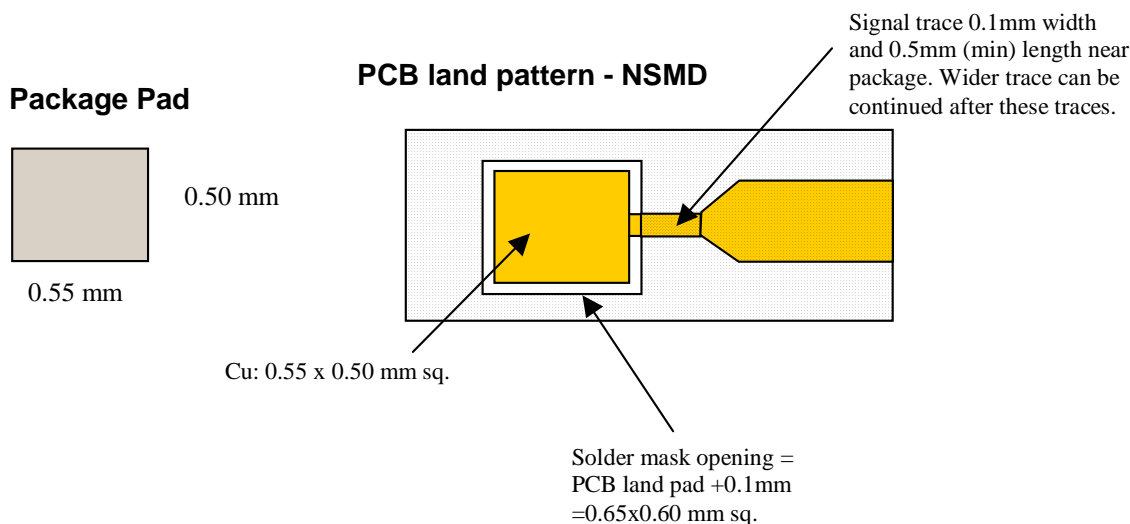 Signal trace 0.1mm width
and 0.5mm (min) length near
package. Wider trace can be
continued after these traces.
PCB land pattern - NSMD
Package Pad
0.50 mm
0.55 mm
Cu: 0.55 x 0.50 mm sq.
Solder mask opening =
PCB land pad +0.1mm
=0.65x0.60 mm sq.